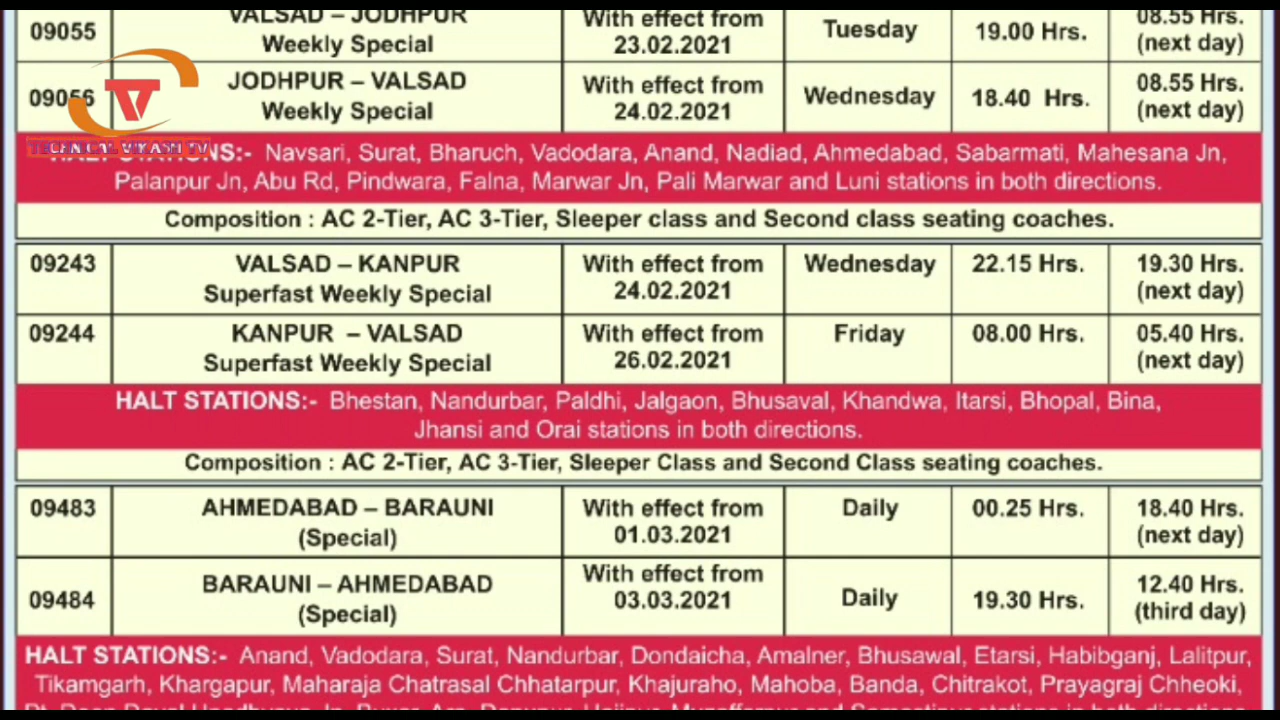 09055
VALSAD – JODHPUR
Weekly Special
With effect from
23.02.2021
Tuesday
19.00 Hrs.
08.55 Hrs.
(next day)
09056
JODHPUR – VALSAD
Weekly Special
With effect from
24.02.2021
Wednesday
18.40 Hrs.
08.55 Hrs.
(next day)
TECHNICAL VIKASH TV
HALT STATIONS:- Navsari, Surat, Bharuch, Vadodara, Anand, Nadiad, Ahmedabad, Sabarmati, Mahesana Jn,
Palanpur Jn, Abu Rd, Pindwara, Falna, Marwar Jn, Pali Marwar and Luni stations in both directions.
Composition : AC 2-Tier, AC 3-Tier, Sleeper class and Second class seating coaches.
09243
VALSAD – KANPUR
Superfast Weekly Special
With effect from
24.02.2021
Wednesday
22.15 Hrs.
19.30 Hrs.
(next day)
09244
KANPUR – VALSAD
Superfast Weekly Special
With effect from
26.02.2021
Friday
08.00 Hrs.
05.40 Hrs.
(next day)
HALT STATIONS:- Bhestan, Nandurbar, Paldhi, Jalgaon, Bhusaval, Khandwa, Itarsi, Bhopal, Bina,
Jhansi and Orai stations in both directions.
Composition : AC 2-Tier, AC 3-Tier, Sleeper Class and Second Class seating coaches.
09483
AHMEDABAD – BARAUNI
(Special)
With effect from
01.03.2021
Daily
00.25 Hrs.
18.40 Hrs.
(next day)
09484
BARAUNI – AHMEDABAD
(Special)
With effect from
03.03.2021
Daily
19.30 Hrs.
12.40 Hrs.
(third day)
HALT STATIONS:- Anand, Vadodara, Surat, Nandurbar, Dondaicha, Amalner, Bhusawal, Etarsi, Habibganj, Lalitpur,
Tikamgarh, Khargapur, Maharaja Chatrasal Chhatarpur, Khajuraho, Mahoba, Banda, Chitrakot, Prayagraj Chheoki,
stations in both directions